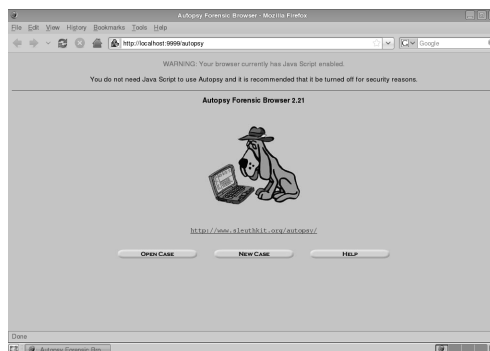 Autopsy Forensic Browser - Mozilla Firefox
File Edit View History Bookmarks Tools Help
http://localhost:9999/autopsy
Google
WARNING: Your browser currently has Java Script enabled.
You do not need Java Script to use Autopsy and it is recommended that it be turned off for security reasons.
Autopsy Forensic Browser 2.21
http://www.sleuthkit.org/autopsy/
OPEN CASE NEW CASE HELP
Done
Autopsy Forensic Bro